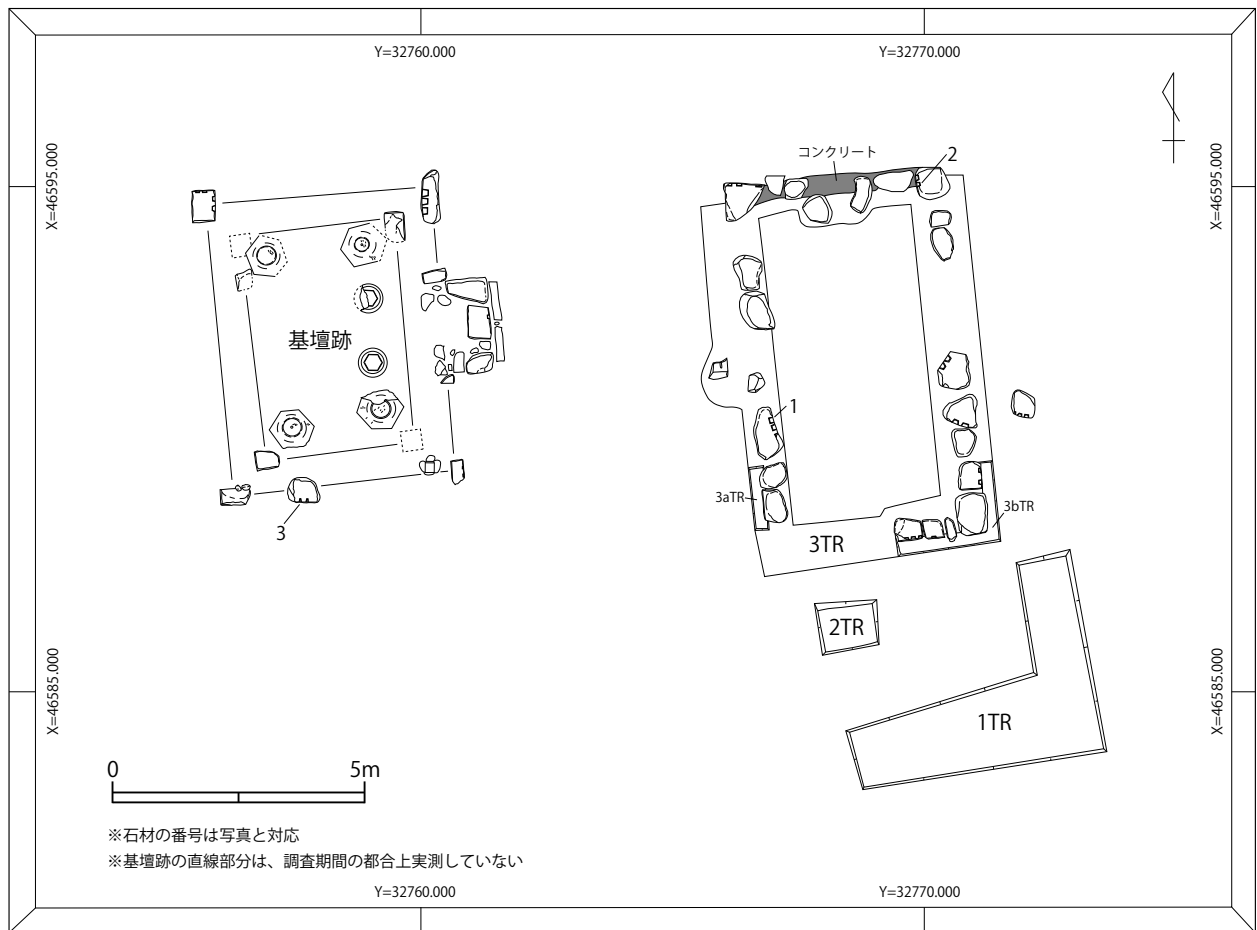 Y=32760.000
Y=32770.000
X=46595.000
X=46595.000
コンクリート
2
基壇跡
1
3
3aTR
3bTR
3TR
2TR
1TR
X=46585.000
X=46585.000
0
5m
※石材の番号は写真と対応
※基壇跡の直線部分は、調査期間の都合上実測していない
Y=32760.000
Y=32770.000